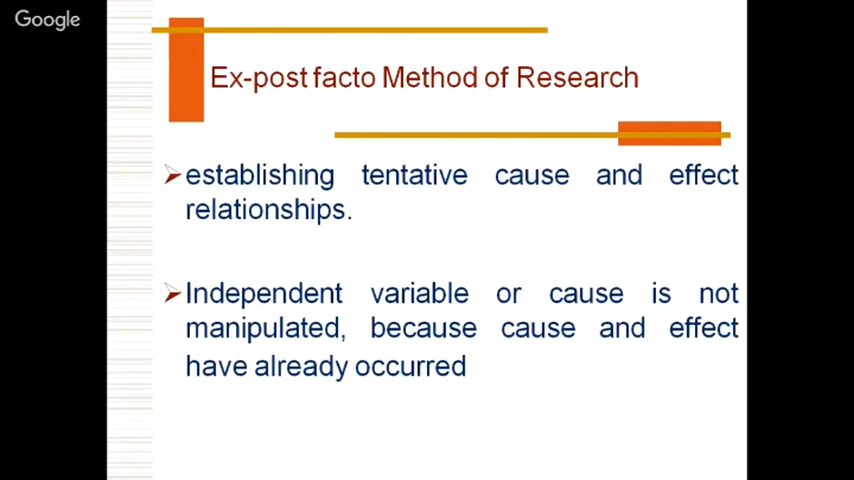 Google
Ex-post facto Method of Research
establishing tentative cause and effect
relationships.
Independent variable or cause is not
manipulated, because cause and effect
have already occurred